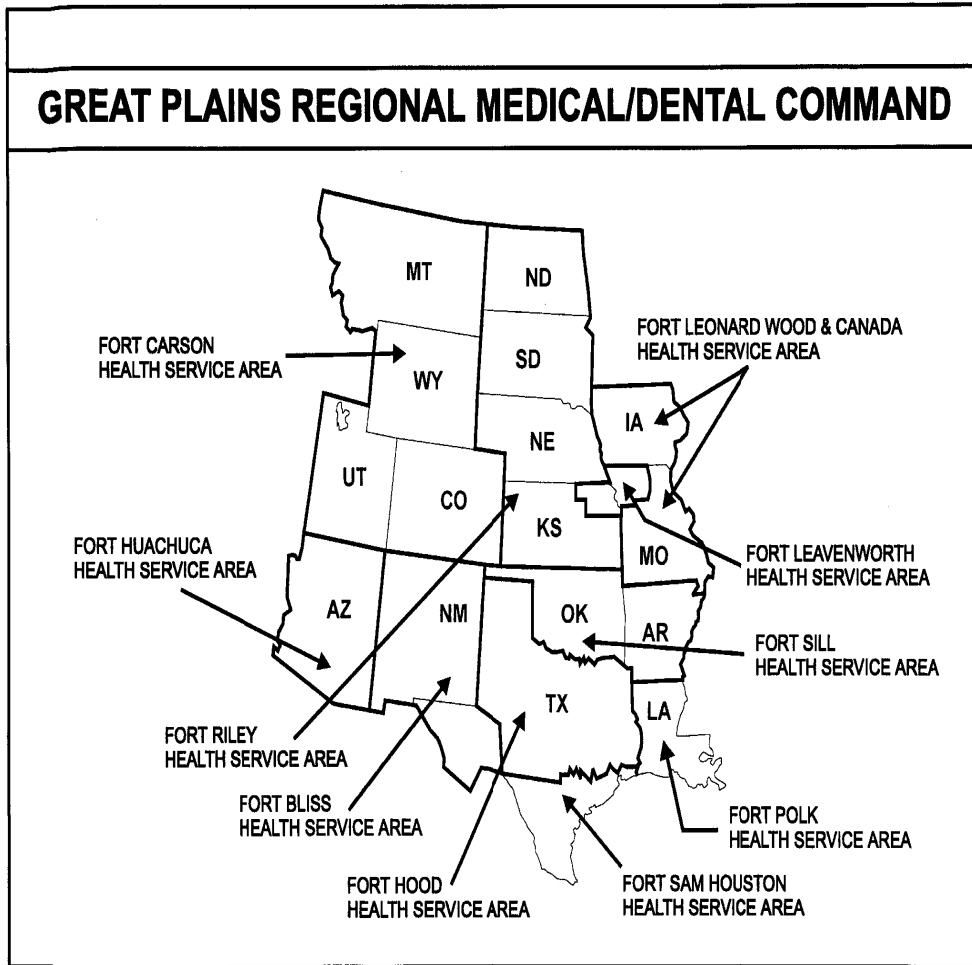 GREAT PLAINS REGIONAL MEDICAL/DENTAL COMMAND
MT
ND
FORT LEONARD WOOD & CANADA
HEALTH SERVICE AREA
FORT CARSON
HEALTH SERVICE AREA
WY
SD
IA
NE
UT
CO
KS
FORT HUACHUCA
HEALTH SERVICE AREA
MO
FORT LEAVENWORTH
HEALTH SERVICE AREA
AZ
NM
OK
AR
FORT SILL
HEALTH SERVICE AREA
TX
LA
FORT RILEY
HEALTH SERVICE AREA
FORT BLISS
HEALTH SERVICE AREA
FORT POLK
HEALTH SERVICE AREA
FORT HOOD
HEALTH SERVICE AREA
FORT SAM HOUSTON
HEALTH SERVICE AREA